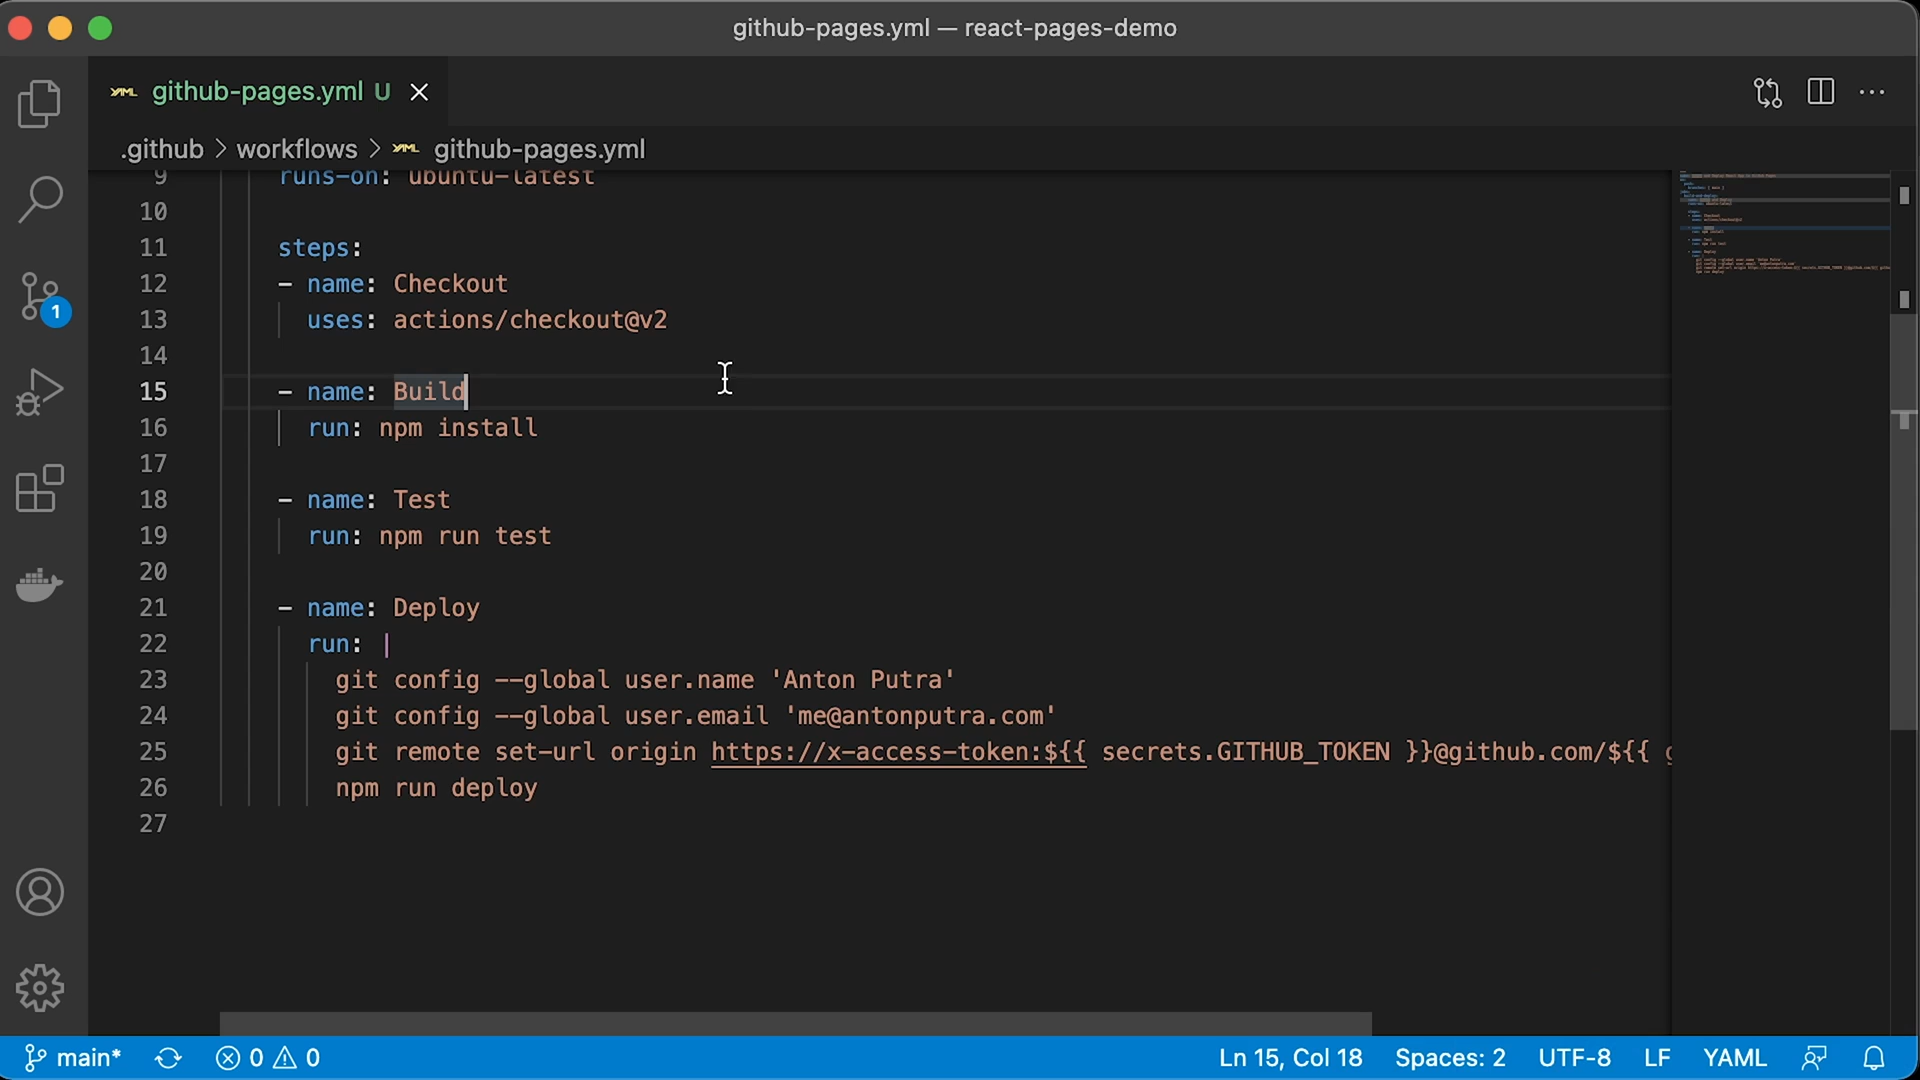 github-pages.yml — react-pages-demo
github-pages.yml U
.github > workflows > github-pages.yml
9 runs-on: ubuntu-latest
10
11 steps:
12 - name: Checkout
13 uses: actions/checkout@v2
14
15 - name: Build
16 run: npm install
17
18 - name: Test
19 run: npm run test
20
21 - name: Deploy
22 run: |
23 git config --global user.name 'Anton Putra'
24 git config --global user.email 'me@antonputra.com'
25 git remote set-url origin https://x-access-token:${{ secrets.GITHUB_TOKEN }}@github.com/${{
26 npm run deploy
27
1
main* 0 0 Ln 15, Col 18 Spaces: 2 UTF-8 LF YAML